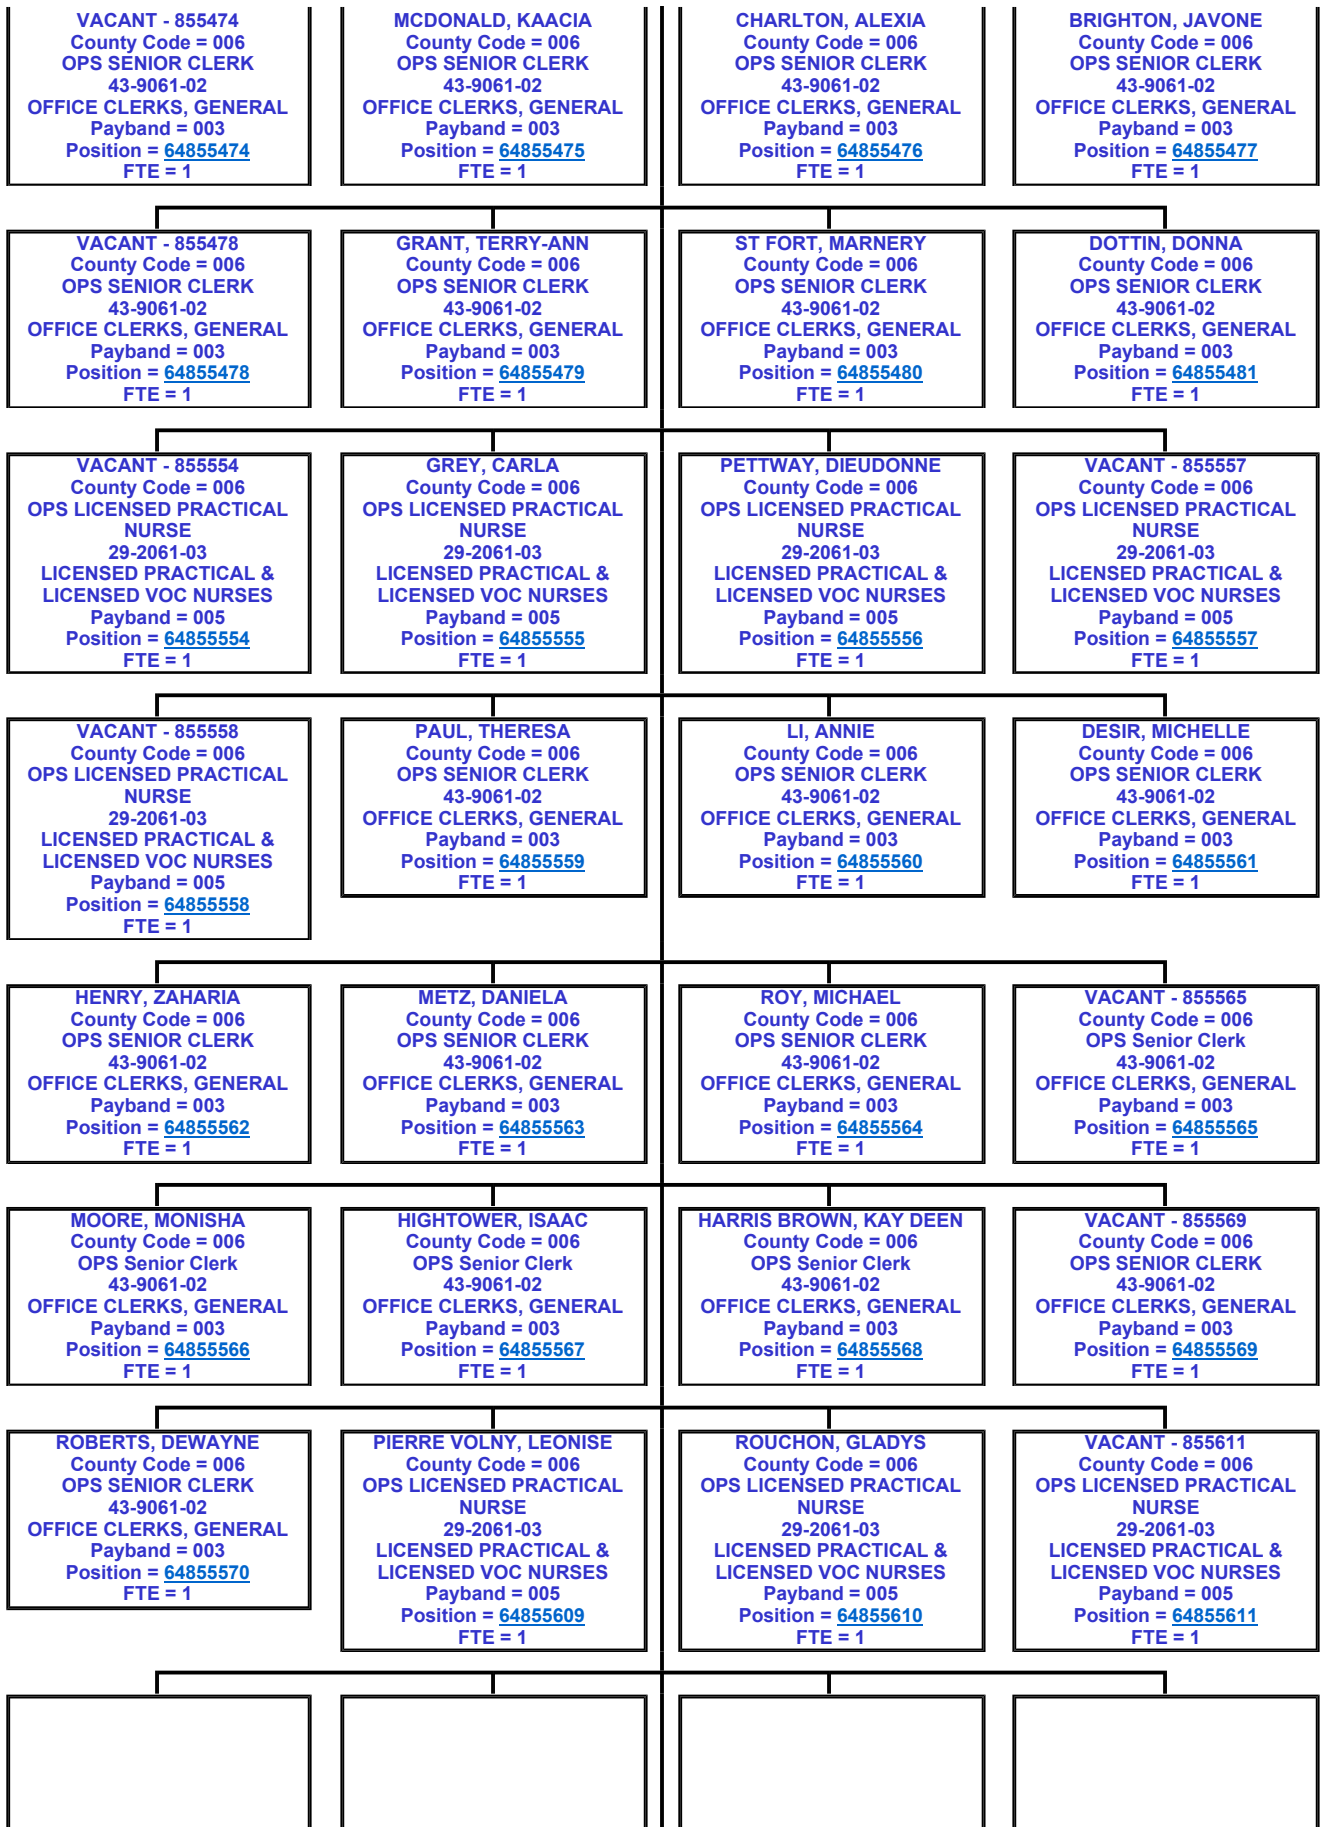 VACANT - 855474
County Code = 006
OPS SENIOR CLERK
43-9061-02
OFFICE CLERKS, GENERAL
Payband = 003
Position = 64855474
FTE = 1
MCDONALD, KAACIA
County Code = 006
OPS SENIOR CLERK
43-9061-02
OFFICE CLERKS, GENERAL
Payband = 003
Position = 64855475
FTE = 1
CHARLTON, ALEXIA
County Code = 006
OPS SENIOR CLERK
43-9061-02
OFFICE CLERKS, GENERAL
Payband = 003
Position = 64855476
FTE = 1
BRIGHTON, JAVONE
County Code = 006
OPS SENIOR CLERK
43-9061-02
OFFICE CLERKS, GENERAL
Payband = 003
Position = 64855477
FTE = 1
VACANT - 855478
County Code = 006
OPS SENIOR CLERK
43-9061-02
OFFICE CLERKS, GENERAL
Payband = 003
Position = 64855478
FTE = 1
GRANT, TERRY-ANN
County Code = 006
OPS SENIOR CLERK
43-9061-02
OFFICE CLERKS, GENERAL
Payband = 003
Position = 64855479
FTE = 1
ST FORT, MARNERY
County Code = 006
OPS SENIOR CLERK
43-9061-02
OFFICE CLERKS, GENERAL
Payband = 003
Position = 64855480
FTE = 1
DOTTIN, DONNA
County Code = 006
OPS SENIOR CLERK
43-9061-02
OFFICE CLERKS, GENERAL
Payband = 003
Position = 64855481
FTE = 1
VACANT - 855554
County Code = 006
OPS LICENSED PRACTICAL
NURSE
29-2061-03
LICENSED PRACTICAL &
LICENSED VOC NURSES
Payband = 005
Position = 64855554
FTE = 1
GREY, CARLA
County Code = 006
OPS LICENSED PRACTICAL
NURSE
29-2061-03
LICENSED PRACTICAL &
LICENSED VOC NURSES
Payband = 005
Position = 64855555
FTE = 1
PETTWAY, DIEUDONNE
County Code = 006
OPS LICENSED PRACTICAL
NURSE
29-2061-03
LICENSED PRACTICAL &
LICENSED VOC NURSES
Payband = 005
Position = 64855556
FTE = 1
VACANT - 855557
County Code = 006
OPS LICENSED PRACTICAL
NURSE
29-2061-03
LICENSED PRACTICAL &
LICENSED VOC NURSES
Payband = 005
Position = 64855557
FTE = 1
VACANT - 855558
County Code = 006
OPS LICENSED PRACTICAL
NURSE
29-2061-03
LICENSED PRACTICAL &
LICENSED VOC NURSES
Payband = 005
Position = 64855558
FTE = 1
PAUL, THERESA
County Code = 006
OPS SENIOR CLERK
43-9061-02
OFFICE CLERKS, GENERAL
Payband = 003
Position = 64855559
FTE = 1
LI, ANNIE
County Code = 006
OPS SENIOR CLERK
43-9061-02
OFFICE CLERKS, GENERAL
Payband = 003
Position = 64855560
FTE = 1
DESIR, MICHELLE
County Code = 006
OPS SENIOR CLERK
43-9061-02
OFFICE CLERKS, GENERAL
Payband = 003
Position = 64855561
FTE = 1
HENRY, ZAHARIA
County Code = 006
OPS SENIOR CLERK
43-9061-02
OFFICE CLERKS, GENERAL
Payband = 003
Position = 64855562
FTE = 1
METZ, DANIELA
County Code = 006
OPS SENIOR CLERK
43-9061-02
OFFICE CLERKS, GENERAL
Payband = 003
Position = 64855563
FTE = 1
ROY, MICHAEL
County Code = 006
OPS SENIOR CLERK
43-9061-02
OFFICE CLERKS, GENERAL
Payband = 003
Position = 64855564
FTE = 1
VACANT - 855565
County Code = 006
OPS Senior Clerk
43-9061-02
OFFICE CLERKS, GENERAL
Payband = 003
Position = 64855565
FTE = 1
MOORE, MONISHA
County Code = 006
OPS Senior Clerk
43-9061-02
OFFICE CLERKS, GENERAL
Payband = 003
Position = 64855566
FTE = 1
HIGHTOWER, ISAAC
County Code = 006
OPS Senior Clerk
43-9061-02
OFFICE CLERKS, GENERAL
Payband = 003
Position = 64855567
FTE = 1
HARRIS BROWN, KAY DEEN
County Code = 006
OPS Senior Clerk
43-9061-02
OFFICE CLERKS, GENERAL
Payband = 003
Position = 64855568
FTE = 1
VACANT - 855569
County Code = 006
OPS SENIOR CLERK
43-9061-02
OFFICE CLERKS, GENERAL
Payband = 003
Position = 64855569
FTE = 1
ROBERTS, DEWAYNE
County Code = 006
OPS SENIOR CLERK
43-9061-02
OFFICE CLERKS, GENERAL
Payband = 003
Position = 64855570
FTE = 1
PIERRE VOLNY, LEONISE
County Code = 006
OPS LICENSED PRACTICAL
NURSE
29-2061-03
LICENSED PRACTICAL &
LICENSED VOC NURSES
Payband = 005
Position = 64855609
FTE = 1
ROUCHON, GLADYS
County Code = 006
OPS LICENSED PRACTICAL
NURSE
29-2061-03
LICENSED PRACTICAL &
LICENSED VOC NURSES
Payband = 005
Position = 64855610
FTE = 1
VACANT - 855611
County Code = 006
OPS LICENSED PRACTICAL
NURSE
29-2061-03
LICENSED PRACTICAL &
LICENSED VOC NURSES
Payband = 005
Position = 64855611
FTE = 1